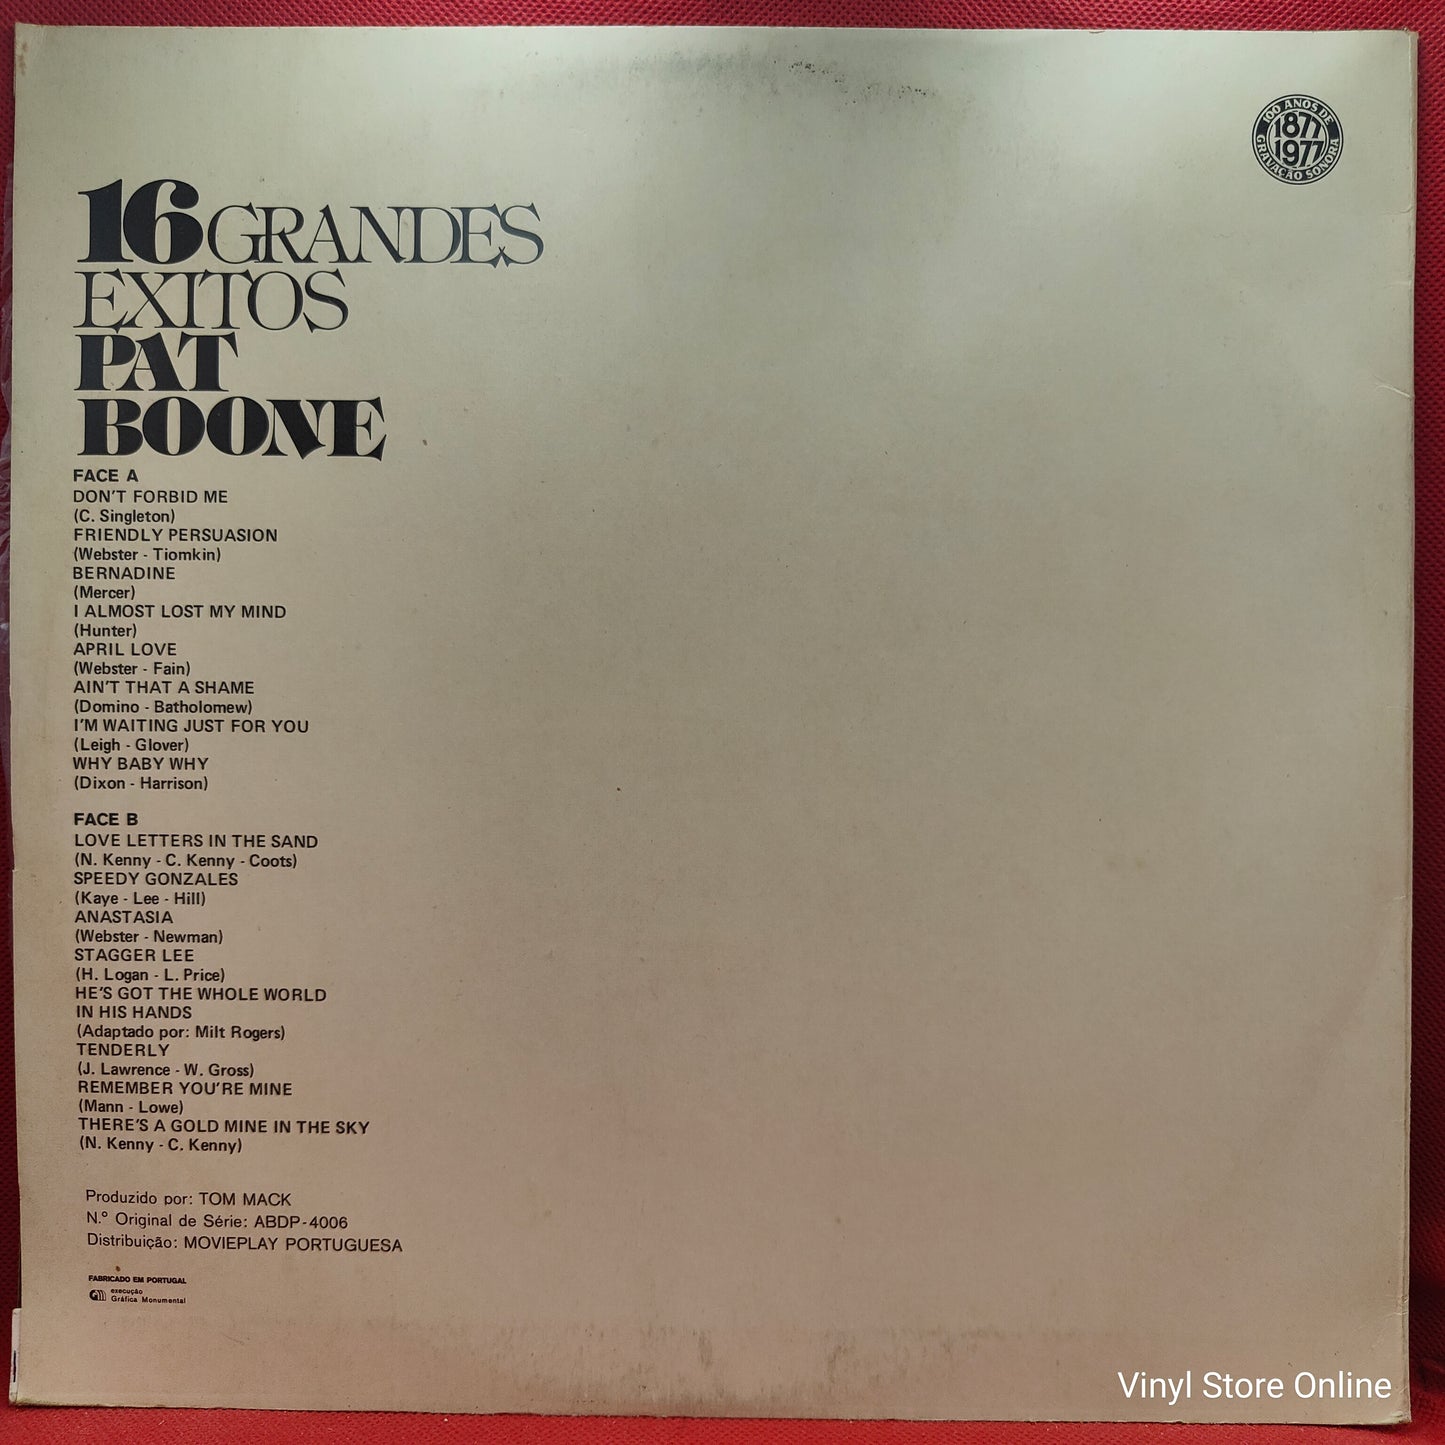 100 ANOS DE
1877
1977
GRAVAÇÃO SONORA
16 GRANDES
EXITOS
PAT
BOONE
FACE A
DON'T FORBID ME
(C. Singleton)
FRIENDLY PERSUASION
(Webster - Tiomkin)
BERNADINE
(Mercer)
I ALMOST LOST MY MIND
(Hunter)
APRIL LOVE
(Webster - Fain)
AIN'T THAT A SHAME
(Domino - Batholomew)
I'M WAITING JUST FOR YOU
(Leigh - Glover)
WHY BABY WHY
(Dixon - Harrison)
FACE B
LOVE LETTERS IN THE SAND
(N. Kenny - C. Kenny - Coots)
SPEEDY GONZALES
(Kaye - Lee - Hill)
ANASTASIA
(Webster - Newman)
STAGGER LEE
(H. Logan - L. Price)
HE'S GOT THE WHOLE WORLD
IN HIS HANDS
(Adaptado por: Milt Rogers)
TENDERLY
(J. Lawrence - W. Gross)
REMEMBER YOU'RE MINE
(Mann - Lowe)
THERE'S A GOLD MINE IN THE SKY
(N. Kenny - C. Kenny)
Produzido por: TOM MACK
N.º Original de Série: ABDP-4006
Distribuição: MOVIEPLAY PORTUGUESA
FABRICADO EM PORTUGAL
execução
Gráfica Monumental
Vinyl Store Online